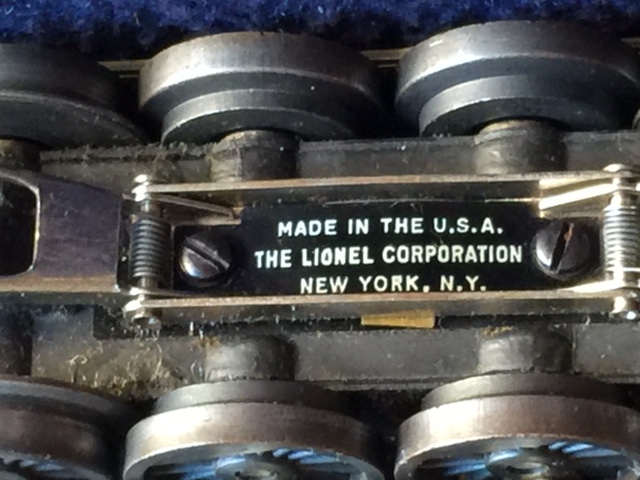 MADE IN THE U.S.A.
THE LIONEL CORPORATION
NEW YORK, N.Y.